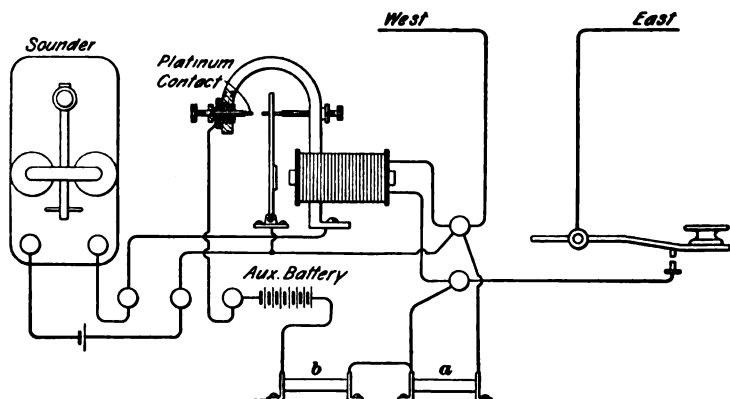 West
East
Sounder
Platinum
Contact
Aux. Battery
b
a